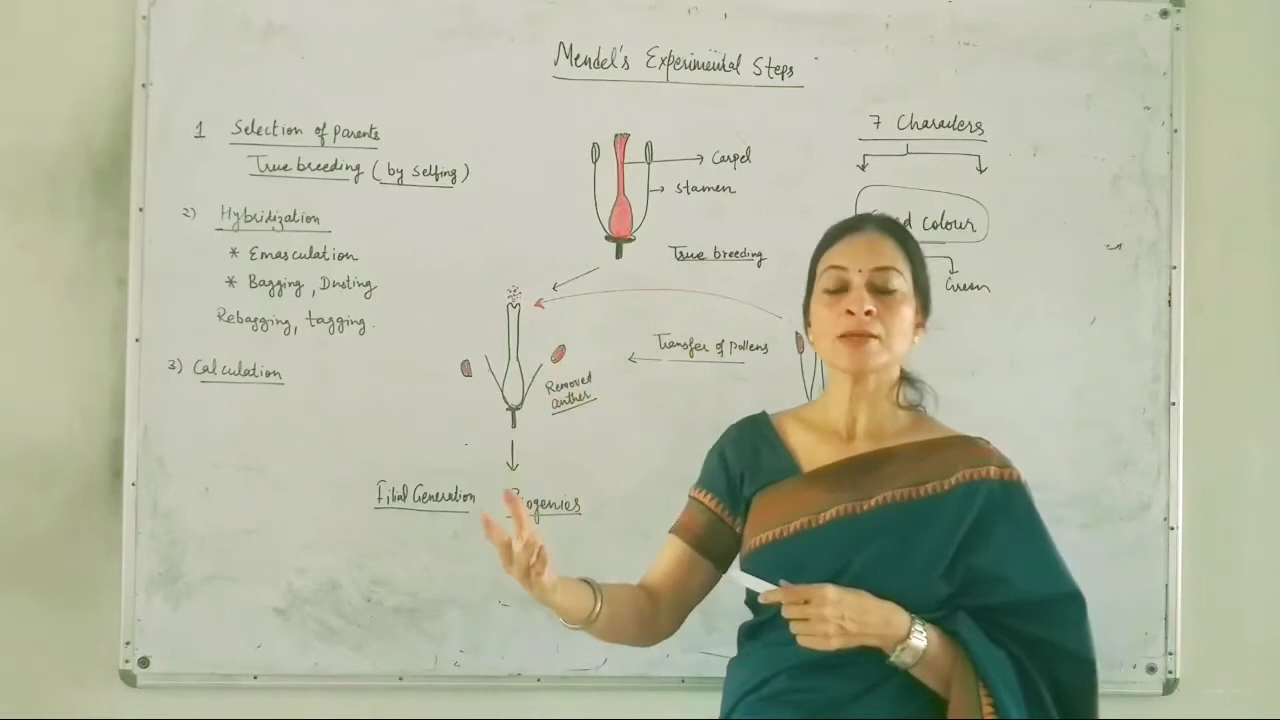 Mendel's Experimental Steps
1 Selection of parents
True breeding (by selfing)
2) Hybridization
* Emasculation
* Bagging, Dusting
Rebagging, tagging.
3) Calculation
Carpel
Stamen
True breeding
Transfer of pollens
Removed
anther
Filial Generation
7 Characters
colour
Green